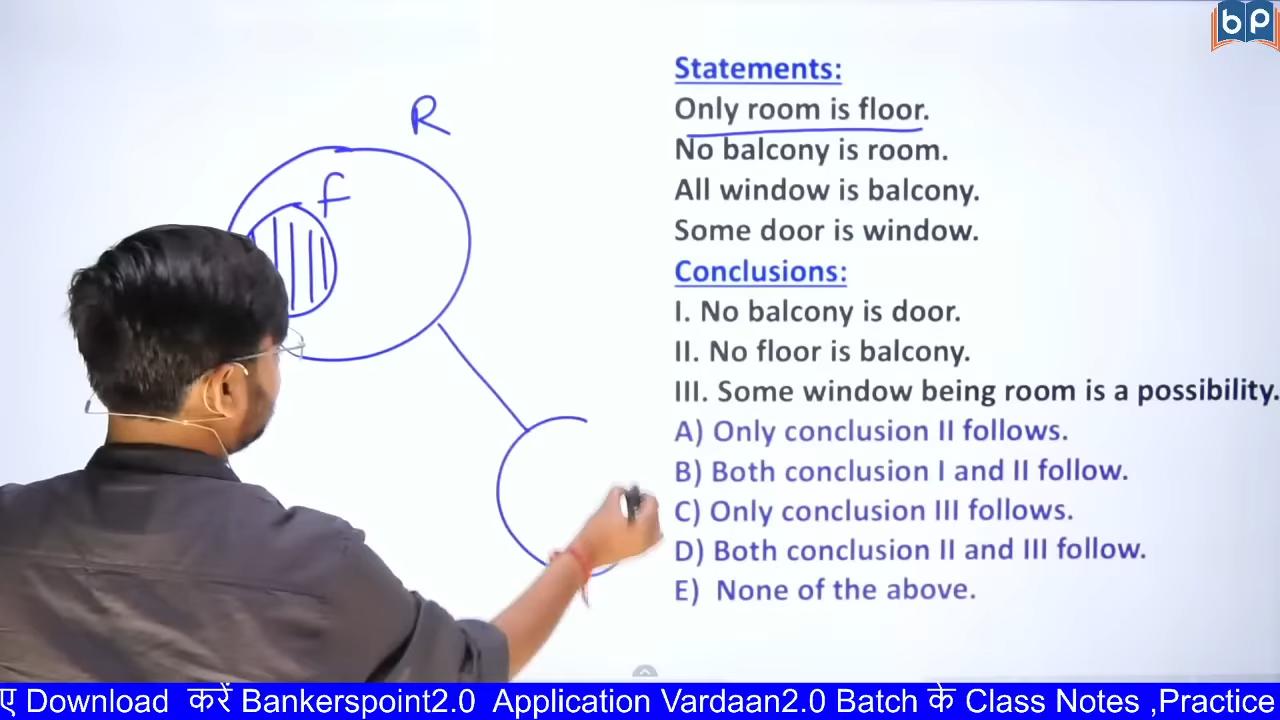 bp
R
f
Statements:
Only room is floor.
No balcony is room.
All window is balcony.
Some door is window.
Conclusions:
I. No balcony is door.
II. No floor is balcony.
III. Some window being room is a possibility.
A) Only conclusion II follows.
B) Both conclusion I and II follow.
C) Only conclusion III follows.
D) Both conclusion II and III follow.
E) None of the above.
ए Download करें Bankerspoint2.0 Application Vardaan2.0 Batch के Class Notes ,Practice